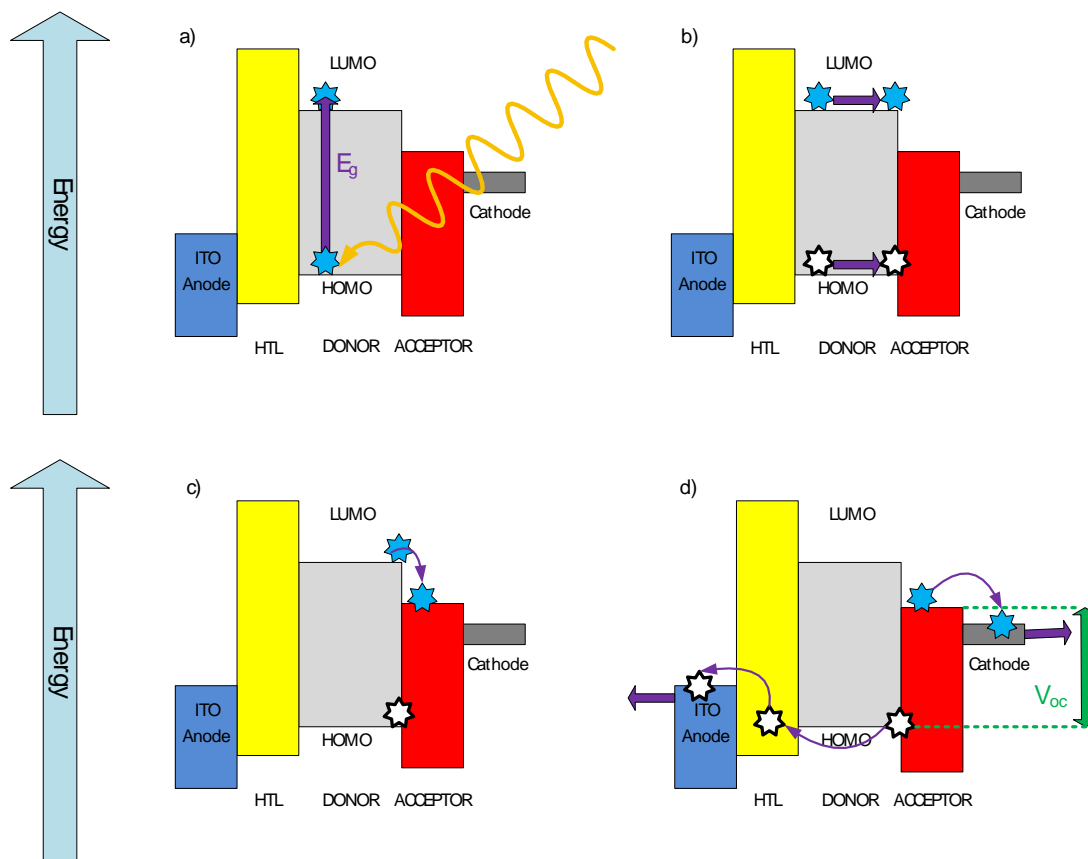 a)
LUMO
Energy
Eg
ITO
Anode
Cathode
HOMO
HTL
DONOR
ACCEPTOR
b)
LUMO
ITO
Anode
Cathode
HOMO
HTL
DONOR
ACCEPTOR
c)
LUMO
Energy
ITO
Anode
Cathode
HOMO
HTL
DONOR
ACCEPTOR
d)
LUMO
Cathode
ITO
Anode
Voc
HOMO
HTL
DONOR
ACCEPTOR